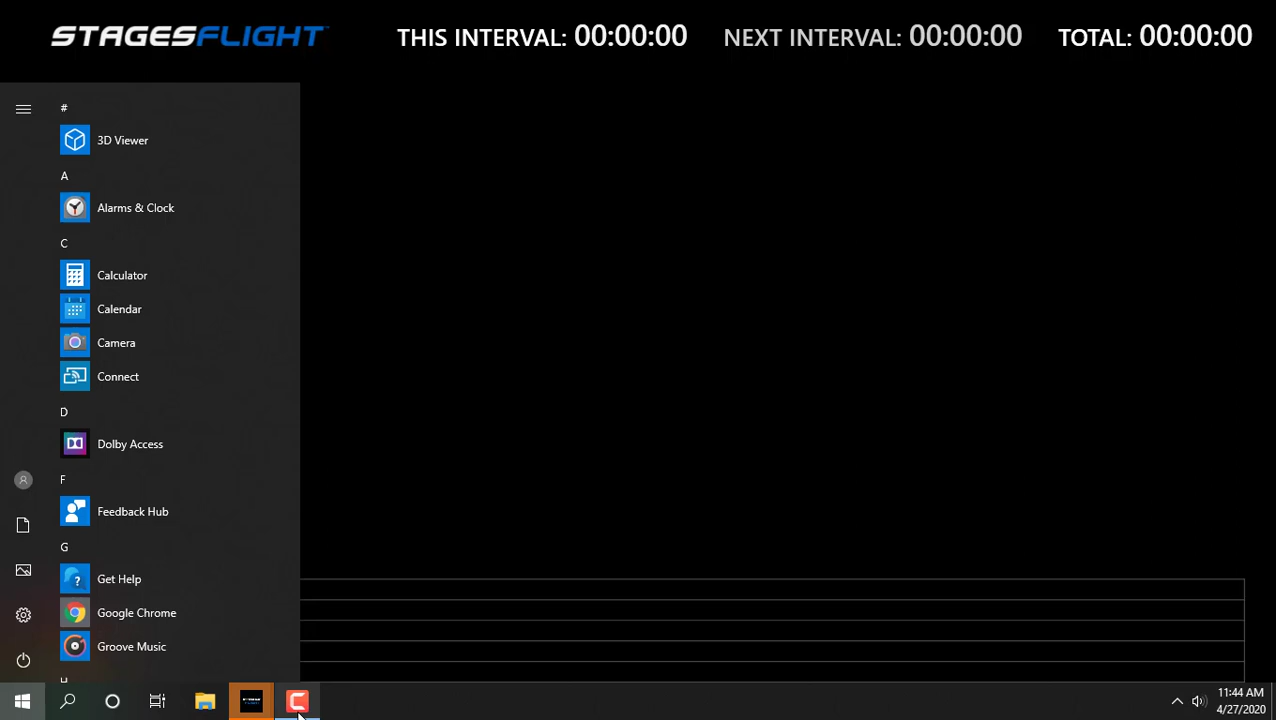 STAGESFLIGHT THIS INTERVAL: 00:00:00 NEXT INTERVAL: 00:00:00 TOTAL: 00:00:00
#
3D Viewer
A
Alarms & Clock
C
Calculator
Calendar
Camera
Connect
D
Dolby Access
F
Feedback Hub
G
Get Help
Google Chrome
Groove Music
H
11:44 AM
4/27/2020